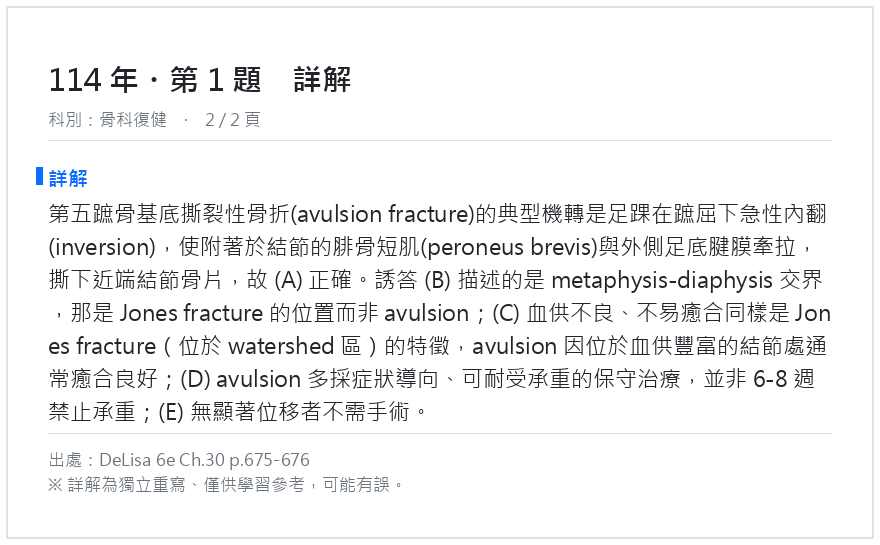 114 年・第 1 題　詳解
科別：骨科復健　·　2 / 2 頁
詳解
第五蹠骨基底撕裂性骨折(avulsion fracture)的典型機轉是足踝在蹠屈下急性內翻
(inversion)，使附著於結節的腓骨短肌(peroneus brevis)與外側足底腱膜牽拉，
撕下近端結節骨片，故 (A) 正確。誘答 (B) 描述的是 metaphysis-diaphysis 交界
，那是 Jones fracture 的位置而非 avulsion；(C) 血供不良、不易癒合同樣是 Jon
es fracture（位於 watershed 區）的特徵，avulsion 因位於血供豐富的結節處通
常癒合良好；(D) avulsion 多採症狀導向、可耐受承重的保守治療，並非 6-8 週
禁止承重；(E) 無顯著位移者不需手術。
出處：DeLisa 6e Ch.30 p.675-676
※ 詳解為獨立重寫、僅供學習參考，可能有誤。